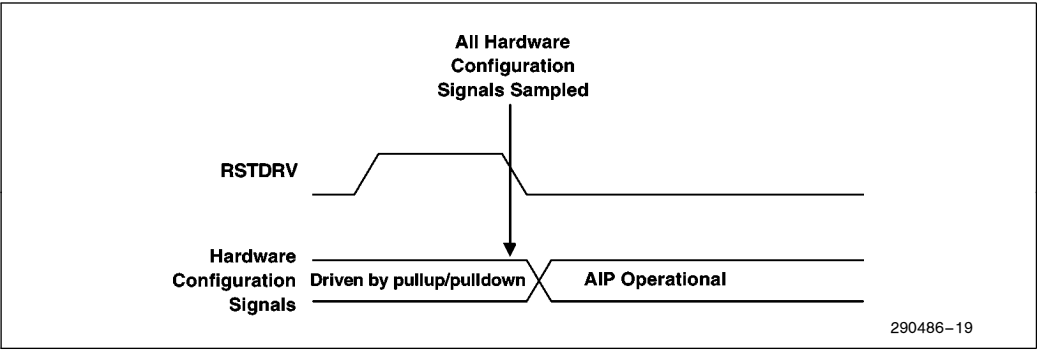 All Hardware
Configuration
Signals Sampled
RSTDRV
Hardware
Configuration
Signals
Driven by pullup/pulldown
AIP Operational
290486–19